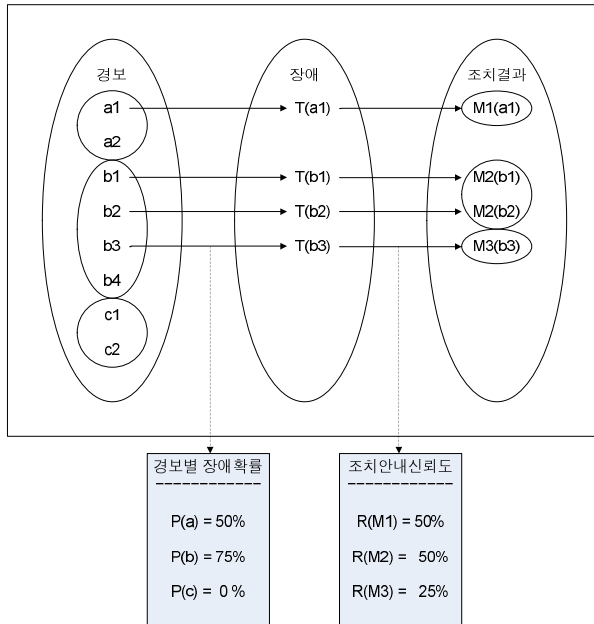 경보 장애 조치결과
a1 T(a1) M1(a1)
a2
b1 T(b1) M2(b1)
b2 T(b2) M2(b2)
b3 T(b3) M3(b3)
b4
c1
c2
경보별 장애확률
------------
P(a) = 50%
P(b) = 75%
P(c) = 0 %
조치안내신뢰도
------------
R(M1) = 50%
R(M2) = 50%
R(M3) = 25%